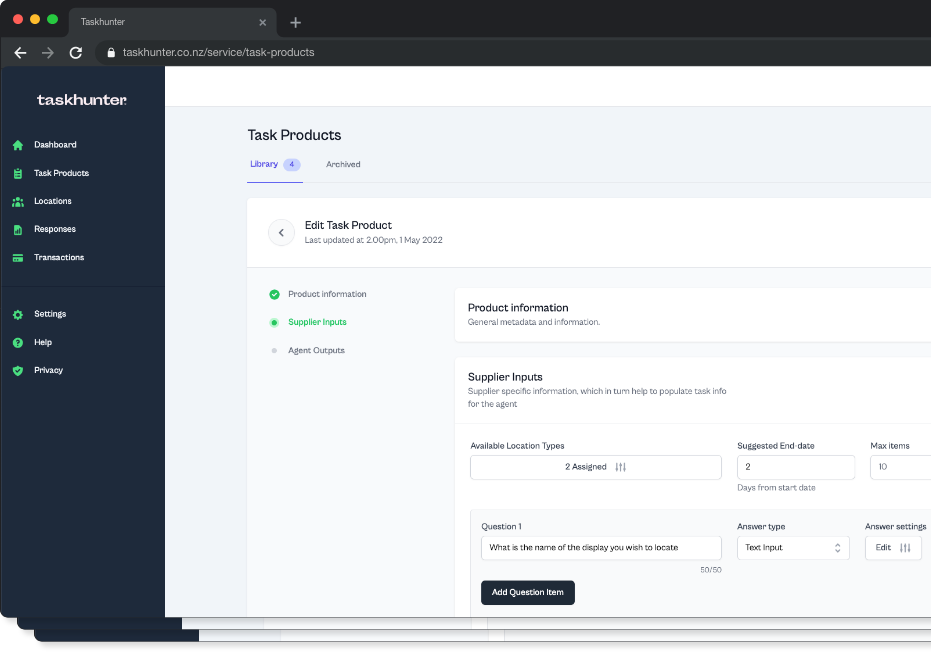 Taskhunter
taskhunter.co.nz/service/task-products
taskhunter
Dashboard
Task Products
Locations
Responses
Transactions
Settings
Help
Privacy
Task Products
Library 4 Archived
Edit Task Product
Last updated at 2.00pm, 1 May 2022
Product information
Supplier Inputs
Agent Outputs
Product information
General metadata and information.
Supplier Inputs
Supplier specific information, which in turn help to populate task info
for the agent
Available Location Types Suggested End-date Max items
2 Assigned 2 10
Days from start date
Question 1 Answer type Answer settings
What is the name of the display you wish to locate Text Input Edit
50/50
Add Question Item